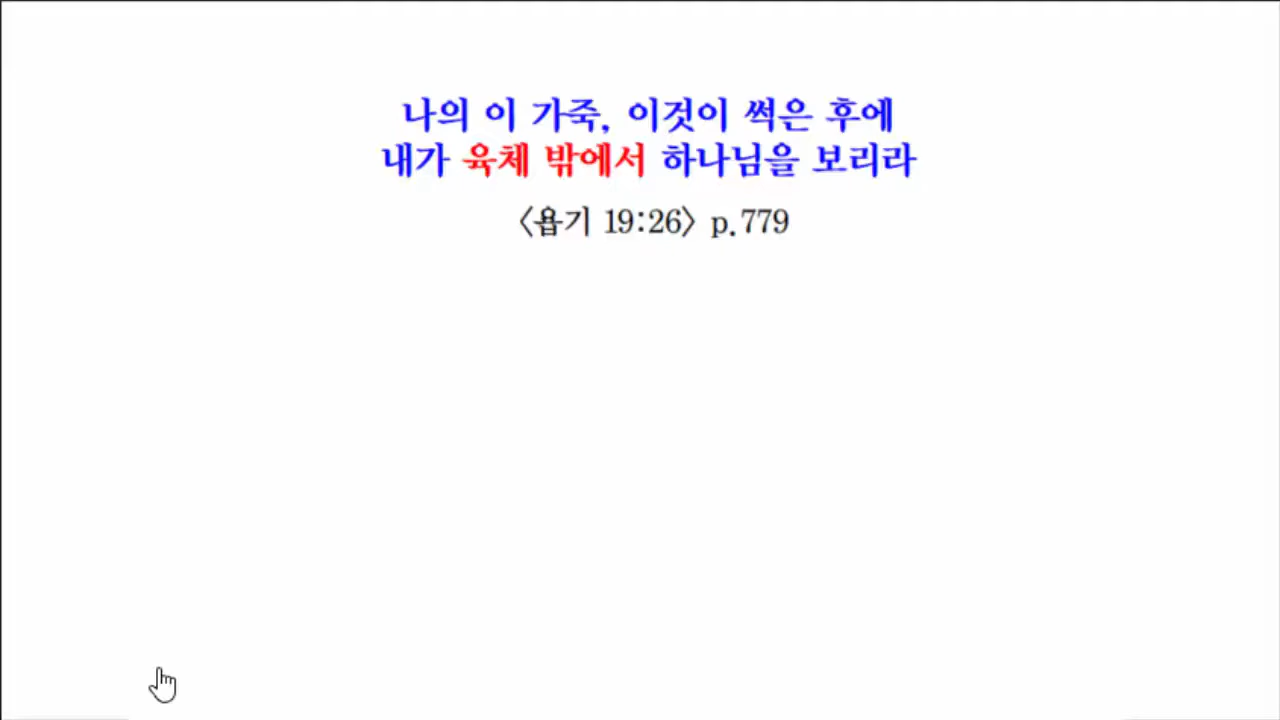 나의 이 가죽, 이것이 썩은 후에
내가 육체 밖에서 하나님을 보리라
〈욥기 19:26〉 p.779